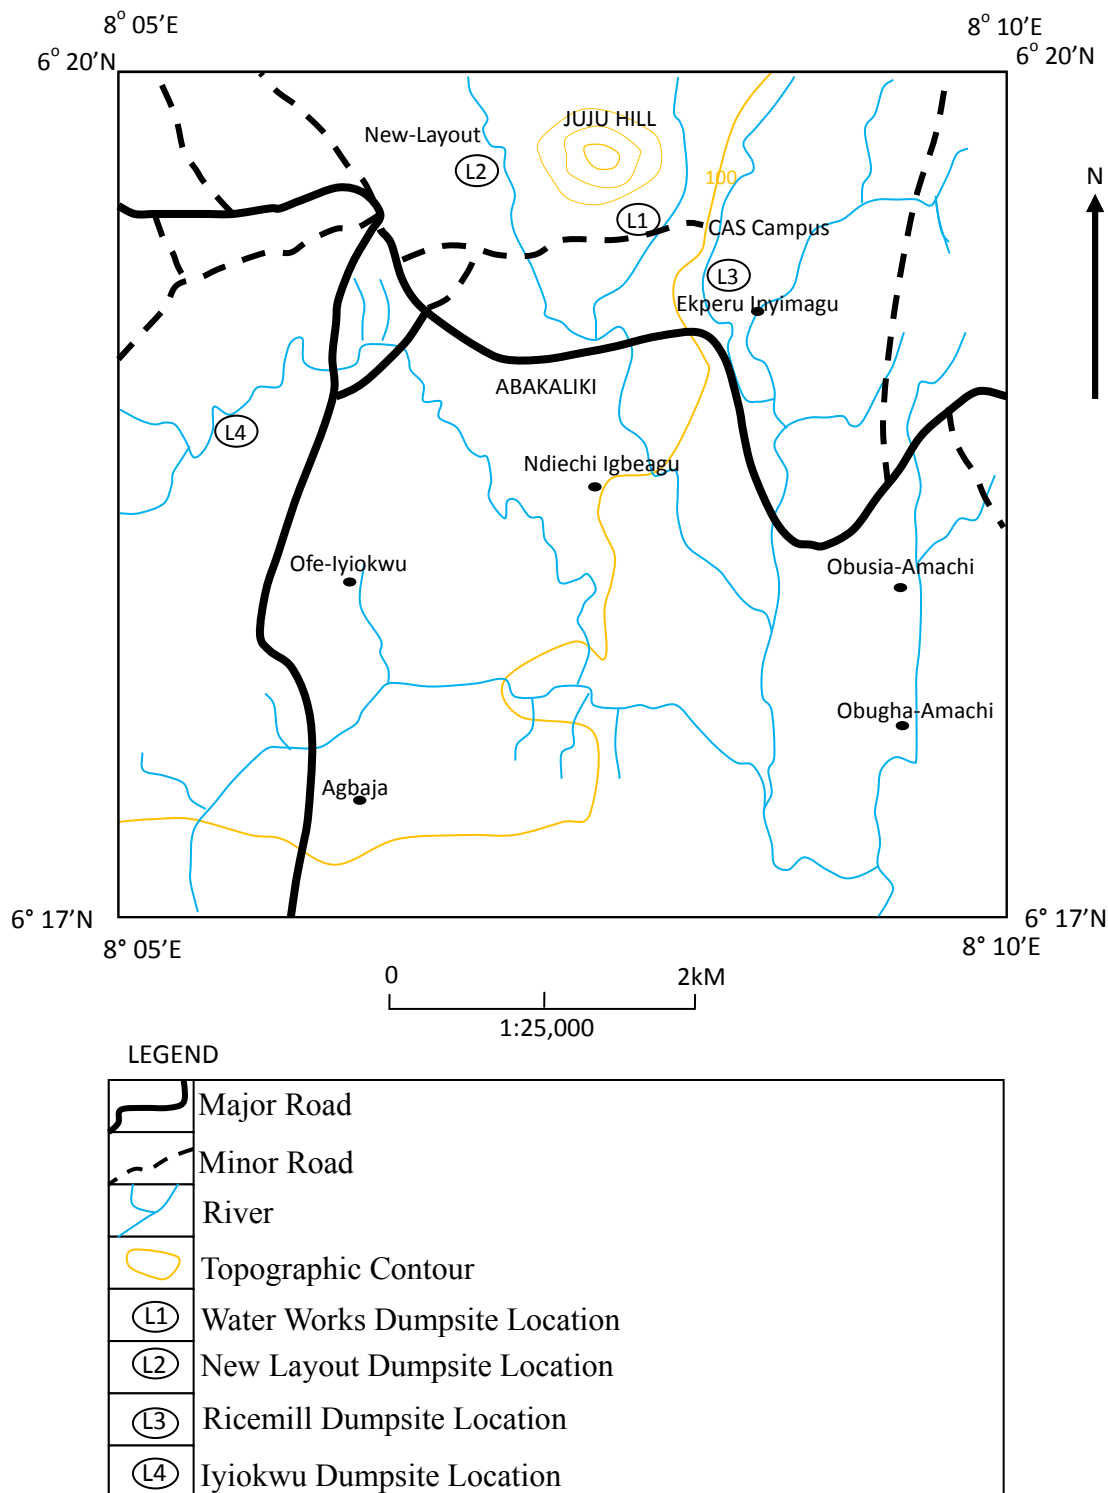 8° 05’E
8° 10’E
6° 20’N
6° 20’N
JUJU HILL
New-Layout
L2
100
N
L1
CAS Campus
L3
Ekperu Inyimagu
ABAKALIKI
L4
Ndiechi Igbeagu
Ofe-Iyiokwu
Obusia-Amachi
Obugha-Amachi
Agbaja
6° 17’N
6° 17’N
8° 05’E
8° 10’E
0
2kM
1:25,000
LEGEND
Major Road
Minor Road
River
Topographic Contour
L1 Water Works Dumpsite Location
L2 New Layout Dumpsite Location
L3 Ricemill Dumpsite Location
L4 Iyiokwu Dumpsite Location